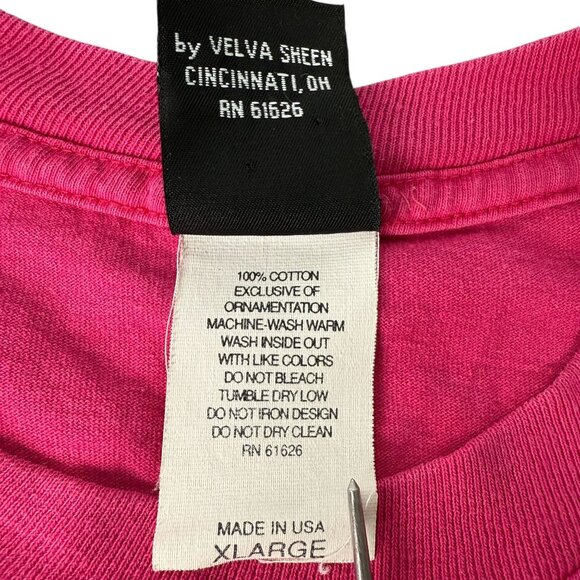 by VELVA SHEEN
CINCINNATI, OH
RN 61626
100% COTTON
EXCLUSIVE OF
ORNAMENTATION
MACHINE-WASH WARM
WASH INSIDE OUT
WITH LIKE COLORS
DO NOT BLEACH
TUMBLE DRY LOW
DO NOT IRON DESIGN
DO NOT DRY CLEAN
RN 61626
MADE IN USA
XLARGE